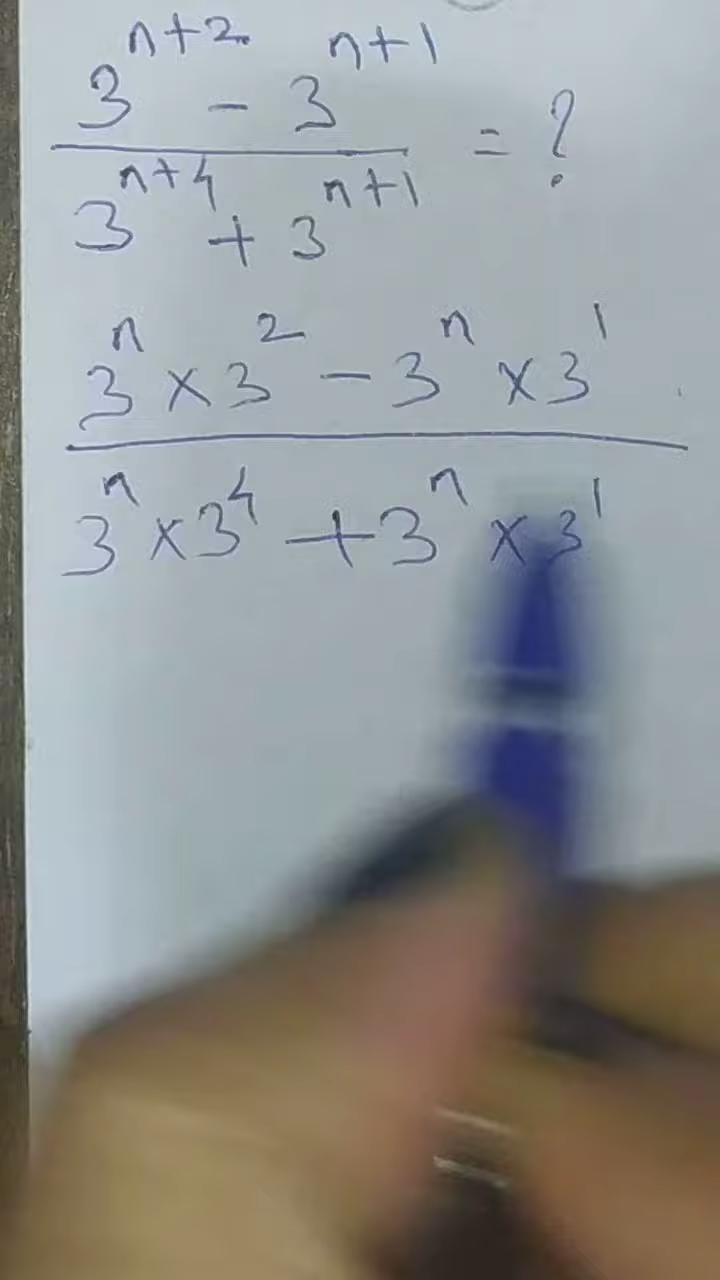 3^{n+2} - 3^{n+1}
3^{n+4} + 3^{n+1} = ?
3^n × 3^2 - 3^n × 3^1
3^n × 3^4 + 3^n × 3^1